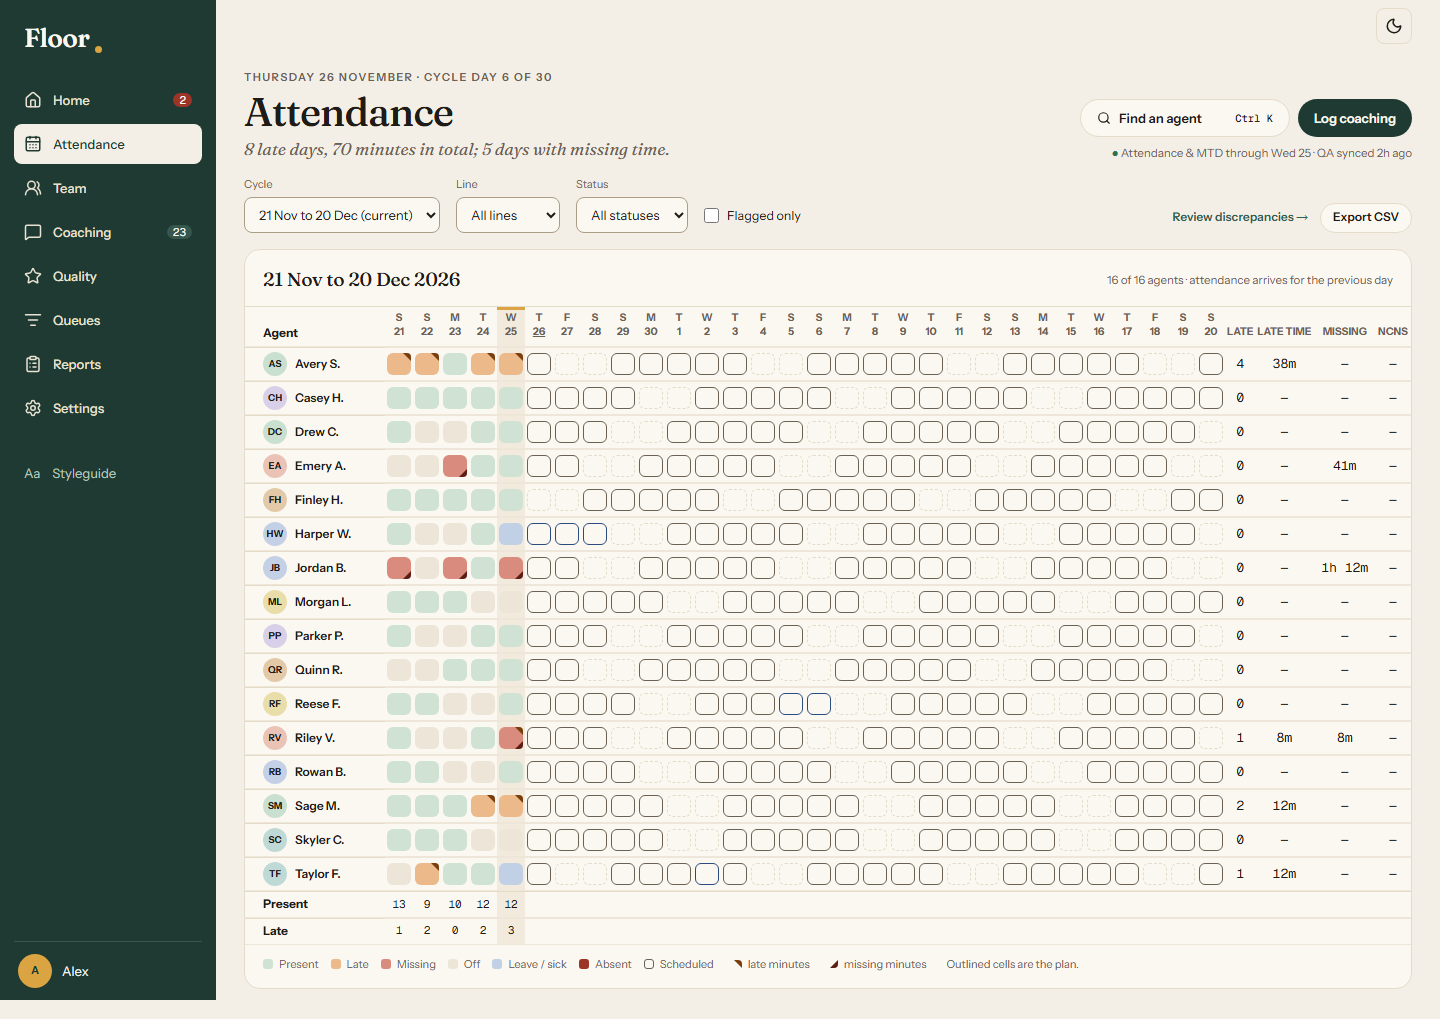 Floor.
Home 2
Attendance
Team
Coaching 23
Quality
Queues
Reports
Settings
Aa Styleguide
A Alex
THURSDAY 26 NOVEMBER · CYCLE DAY 6 OF 30
Attendance
8 late days, 70 minutes in total; 5 days with missing time.
Find an agent Ctrl K
Log coaching
Attendance & MTD through Wed 25 · QA synced 2h ago
Cycle Line Status
21 Nov to 20 Dec (current) All lines All statuses Flagged only
Review discrepancies → Export CSV
21 Nov to 20 Dec 2026
16 of 16 agents · attendance arrives for the previous day
S S M T W T F S S M T W T F S S M T W T F S S M T W T F S S
Agent 21 22 23 24 25 26 27 28 29 30 1 2 3 4 5 6 7 8 9 10 11 12 13 14 15 16 17 18 19 20 LATE LATE TIME MISSING NCNS
AS Avery S. 4 38m – –
CH Casey H. 0 – – –
DC Drew C. 0 – – –
EA Emery A. 0 – 41m –
FH Finley H. 0 – – –
HW Harper W. 0 – – –
JB Jordan B. 0 – 1h 12m –
ML Morgan L. 0 – – –
PP Parker P. 0 – – –
QR Quinn R. 0 – – –
RF Reese F. 0 – – –
RV Riley V. 1 8m 8m –
RB Rowan B. 0 – – –
SM Sage M. 2 12m – –
SC Skyler C. 0 – – –
TF Taylor F. 1 12m – –
Present 13 9 10 12 12
Late 1 2 0 2 3
Present Late Missing Off Leave / sick Absent Scheduled late minutes missing minutes Outlined cells are the plan.